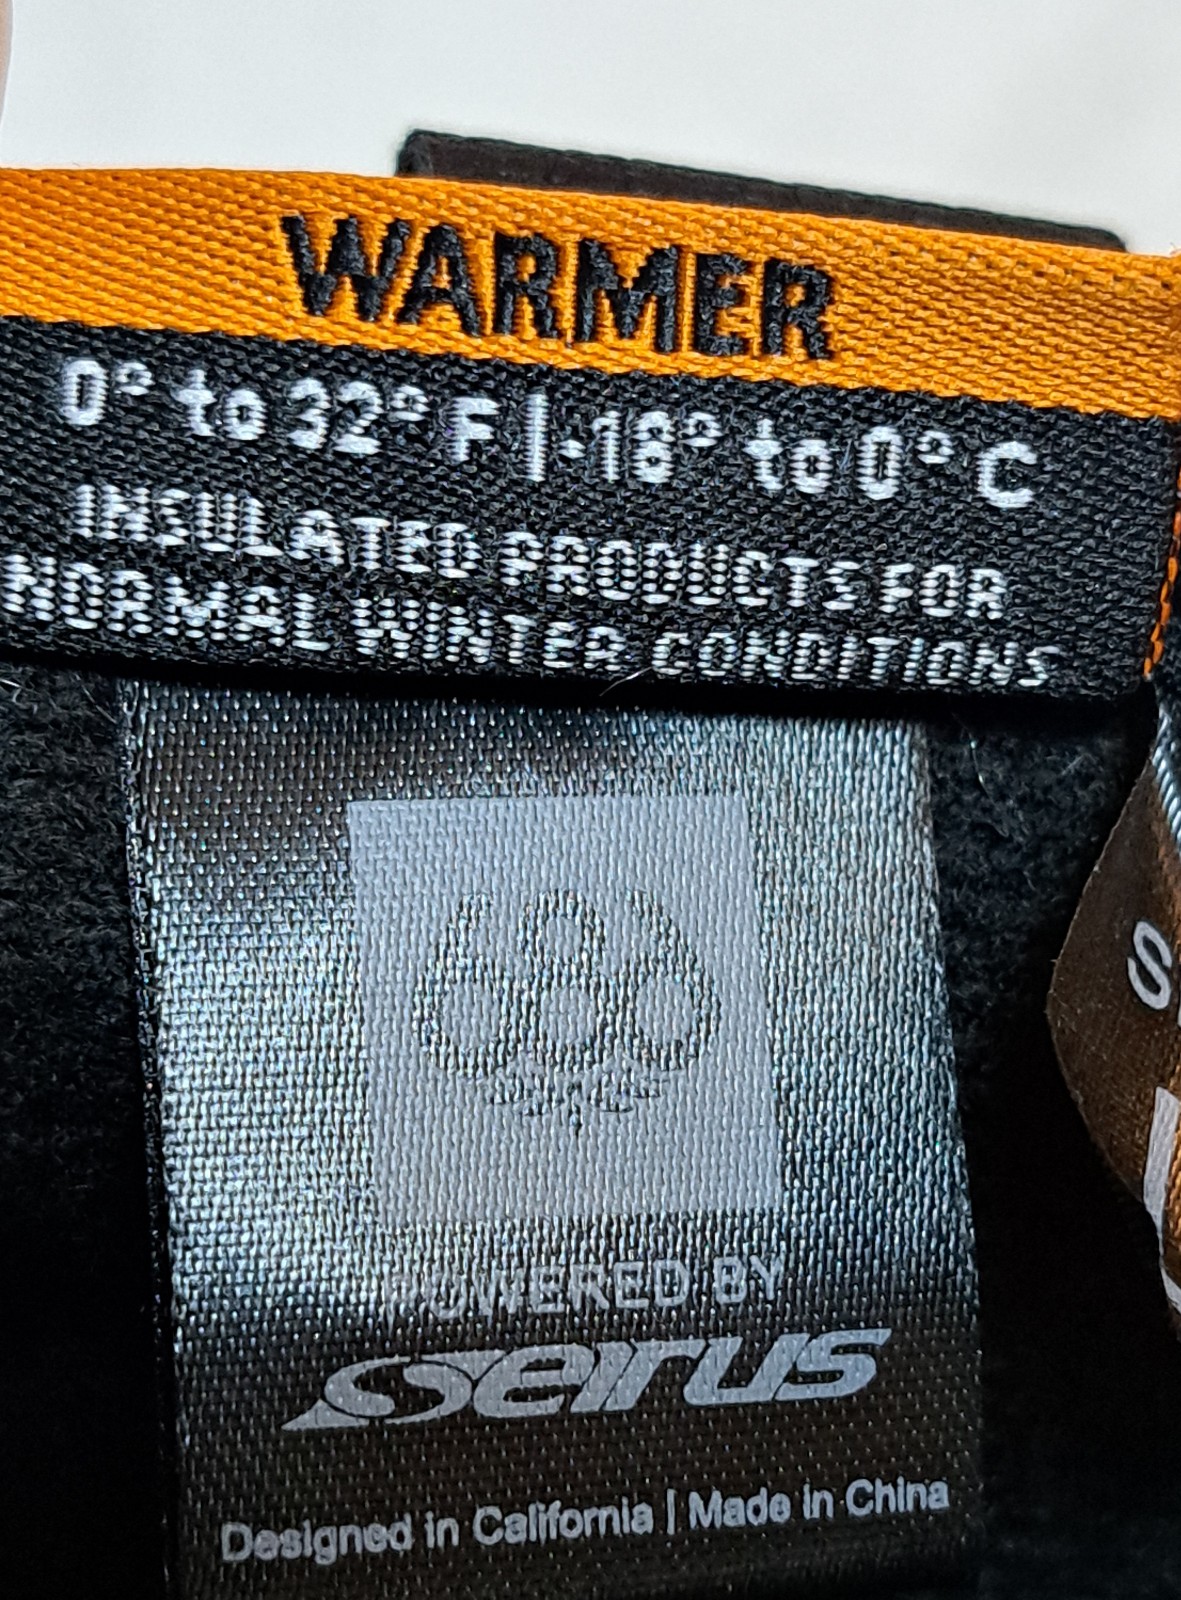 WARMER
0° to 32° F | -18° to 0° C
INSULATED PRODUCTS FOR
NORMAL WINTER CONDITIONS
POWERED BY
seirus
Designed in California | Made in China
S